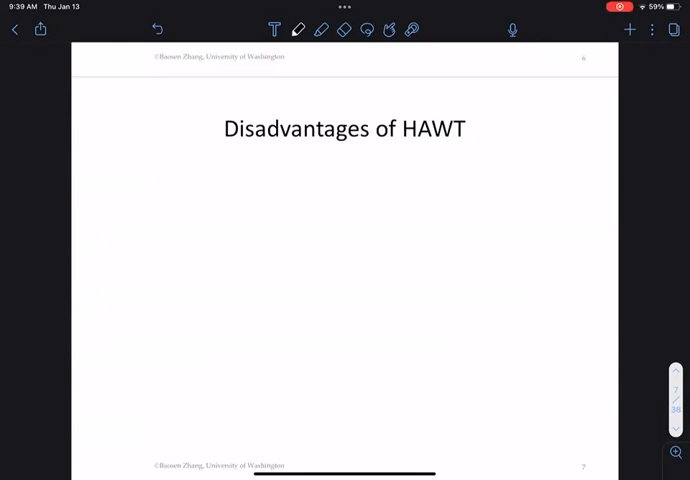 9:39 AM Thu Jan 13
59%
©Baosen Zhang, University of Washington
6
Disadvantages of HAWT
7
/
38
©Baosen Zhang, University of Washington
7